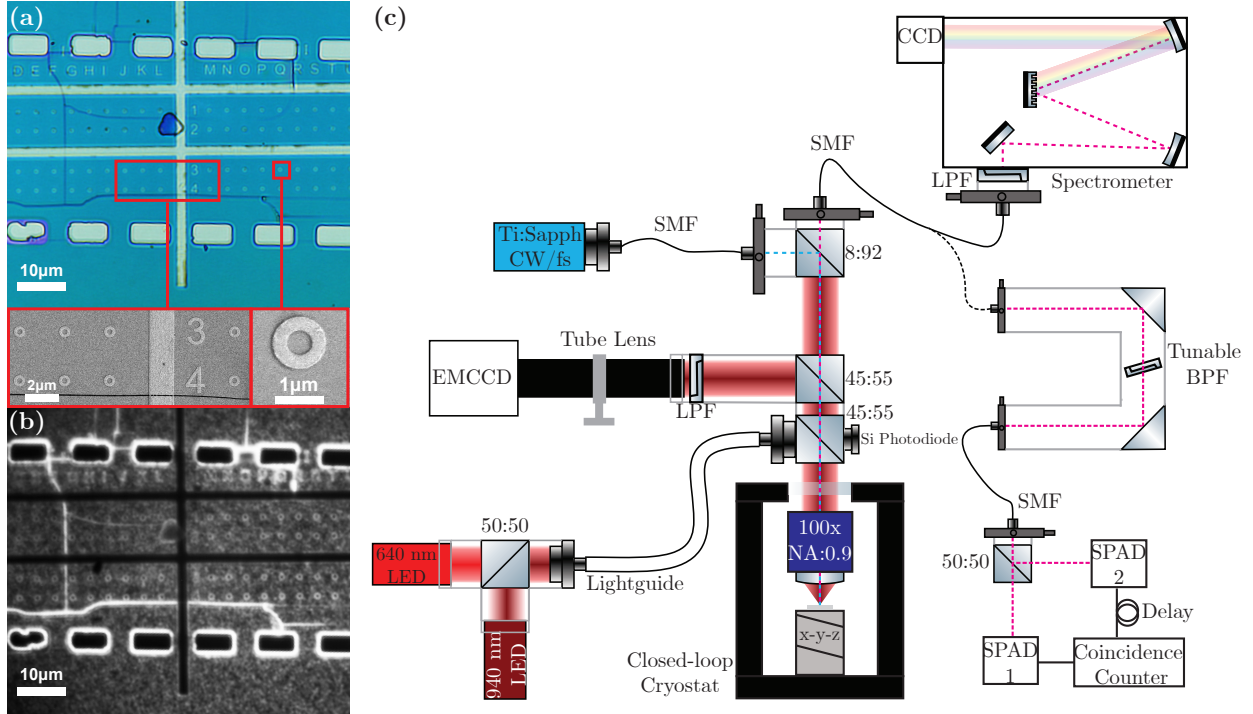 (a)
D E F G H I J K L M N O P Q R S T
1
2
3
4
10µm
3
4
2µm
1µm
(b)
10µm
(c)
CCD
SMF
LPF
Spectrometer
SMF
Ti:Sapph
CW/fs
8:92
Tube Lens
EMCCD
LPF
45:55
45:55
Tunable
BPF
Si Photodiode
50:50
640 nm
LED
Lightguide
940 nm
LED
100x
NA:0.9
x-y-z
Closed-loop
Cryostat
SMF
50:50
SPAD
2
Delay
SPAD
1
Coincidence
Counter